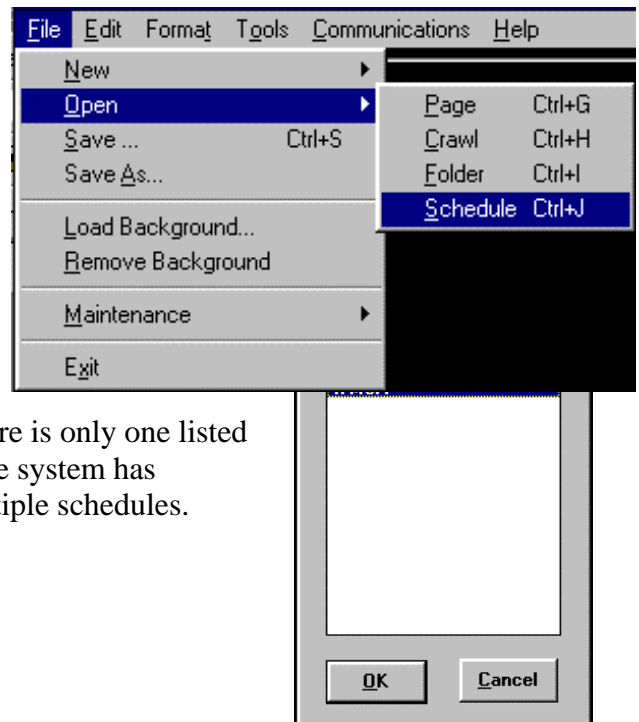 File Edit Format Tools Communications Help
New
Open
Page Ctrl+G
Save ... Ctrl+S
Crawl Ctrl+H
Save As...
Folder Ctrl+I
Schedule Ctrl+J
Load Background...
Remove Background
Maintenance
Exit
re is only one listed
e system has
tiple schedules.
OK Cancel